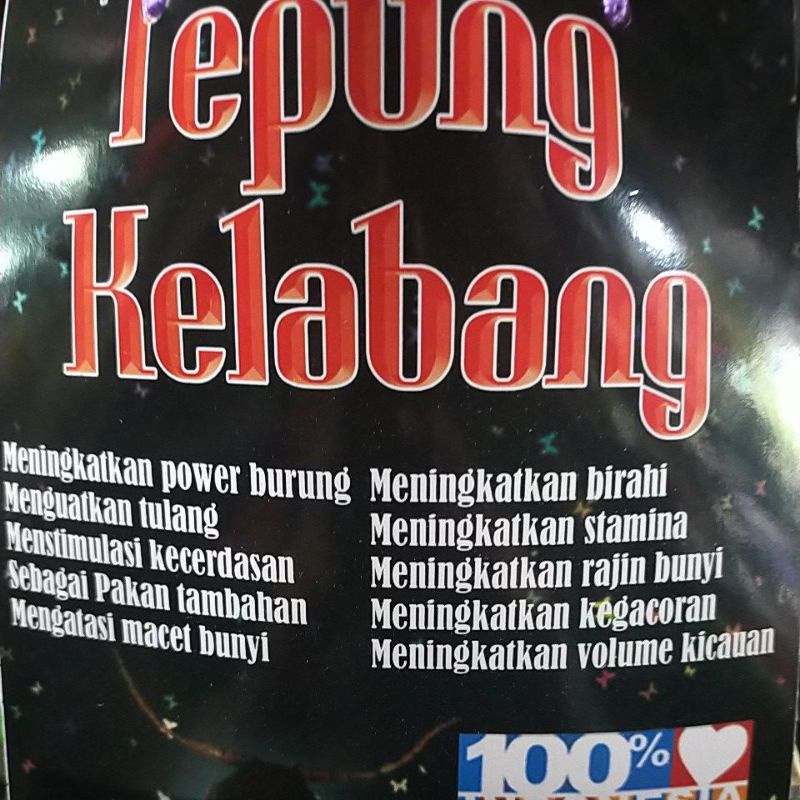 Tepung
Kelabang
Meningkatkan power burung
Menguatkan tulang
Menstimulasi kecerdasan
Sebagai Pakan tambahan
Mengatasi macet bunyi
Meningkatkan birahi
Meningkatkan stamina
Meningkatkan rajin bunyi
Meningkatkan kegacoran
Meningkatkan volume kicauan
100%